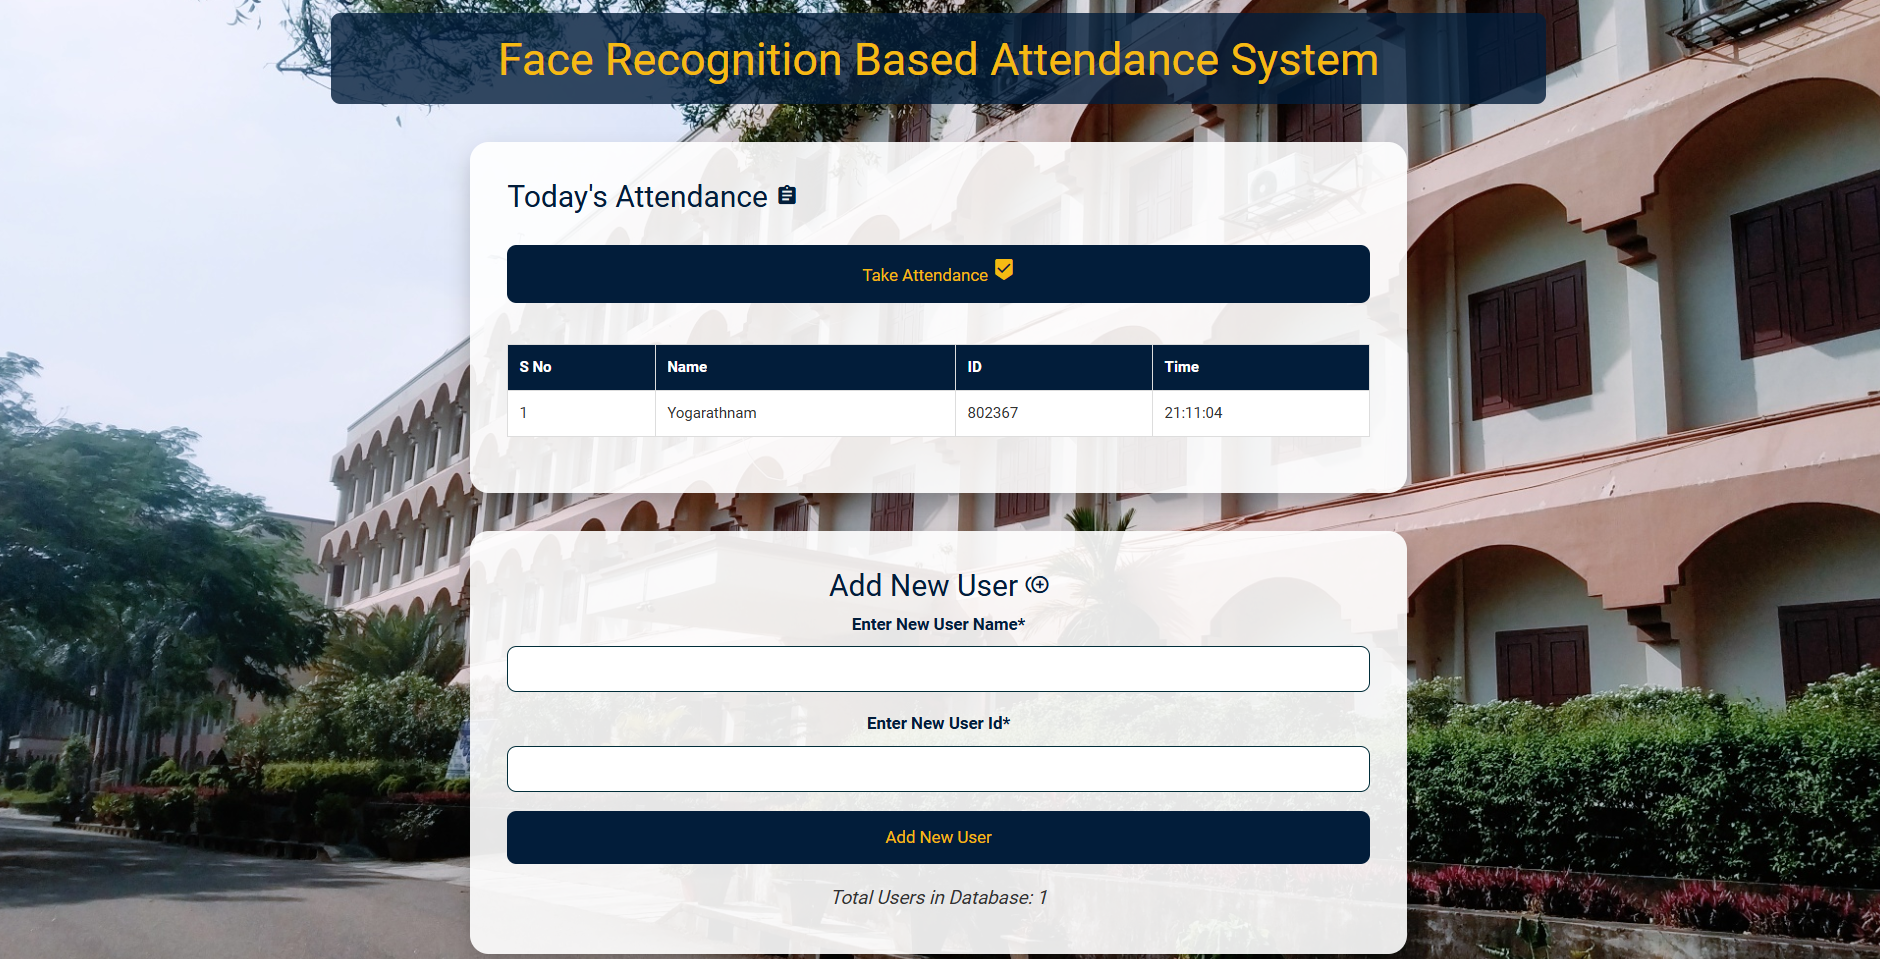 Face Recognition Based Attendance System
Today's Attendance
Take Attendance
S No Name ID Time
1 Yogarathnam 802367 21:11:04
Add New User
Enter New User Name*
Enter New User Id*
Add New User
Total Users in Database: 1